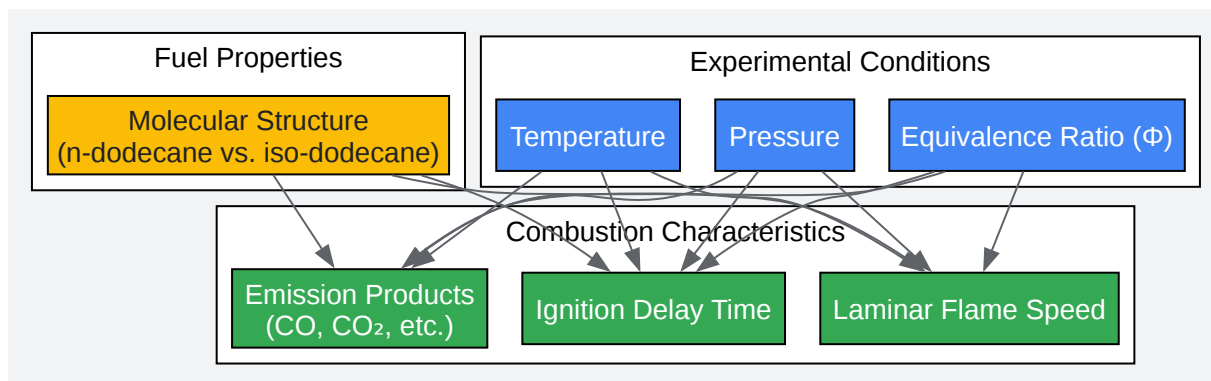 Fuel Properties
Experimental Conditions
Molecular Structure
(n-dodecane vs. iso-dodecane)
Temperature
Pressure
Equivalence Ratio (Φ)
Combustion Characteristics
Emission Products
(CO, CO₂, etc.)
Ignition Delay Time
Laminar Flame Speed